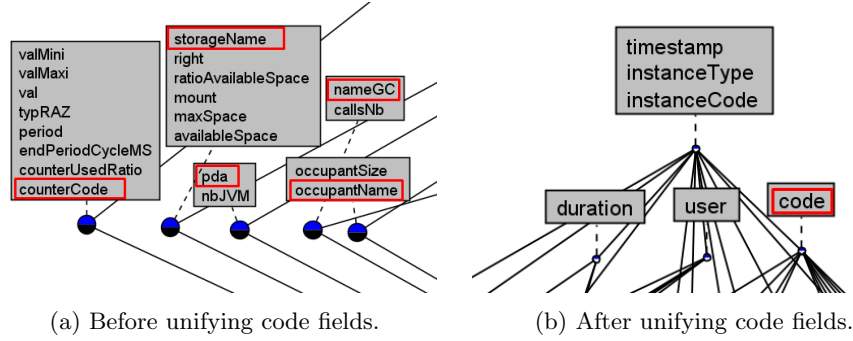 valMini
valMaxi
val
typRAZ
period
endPeriodCycleMS
counterUsedRatio
counterCode
storageName
right
ratioAvailableSpace
mount
maxSpace
availableSpace
pda
nbJVM
nameGC
callsNb
occupantSize
occupantName
(a) Before unifying code fields.
timestamp
instanceType
instanceCode
duration
user
code
(b) After unifying code fields.